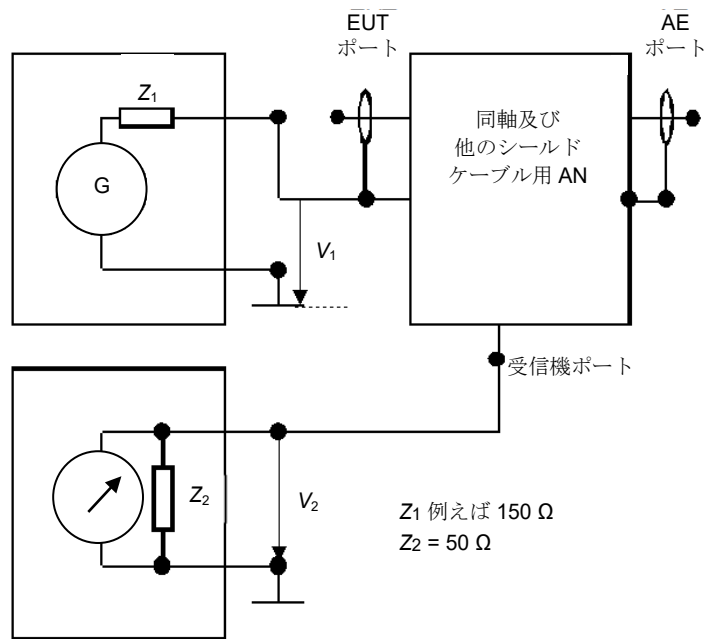 EUT
ポート
AE
ポート
Z1
G
同軸及び
他のシールド
ケーブル用 AN
V1
受信機ポート
Z2
V2
Z1 例えば 150 Ω
Z2 = 50 Ω